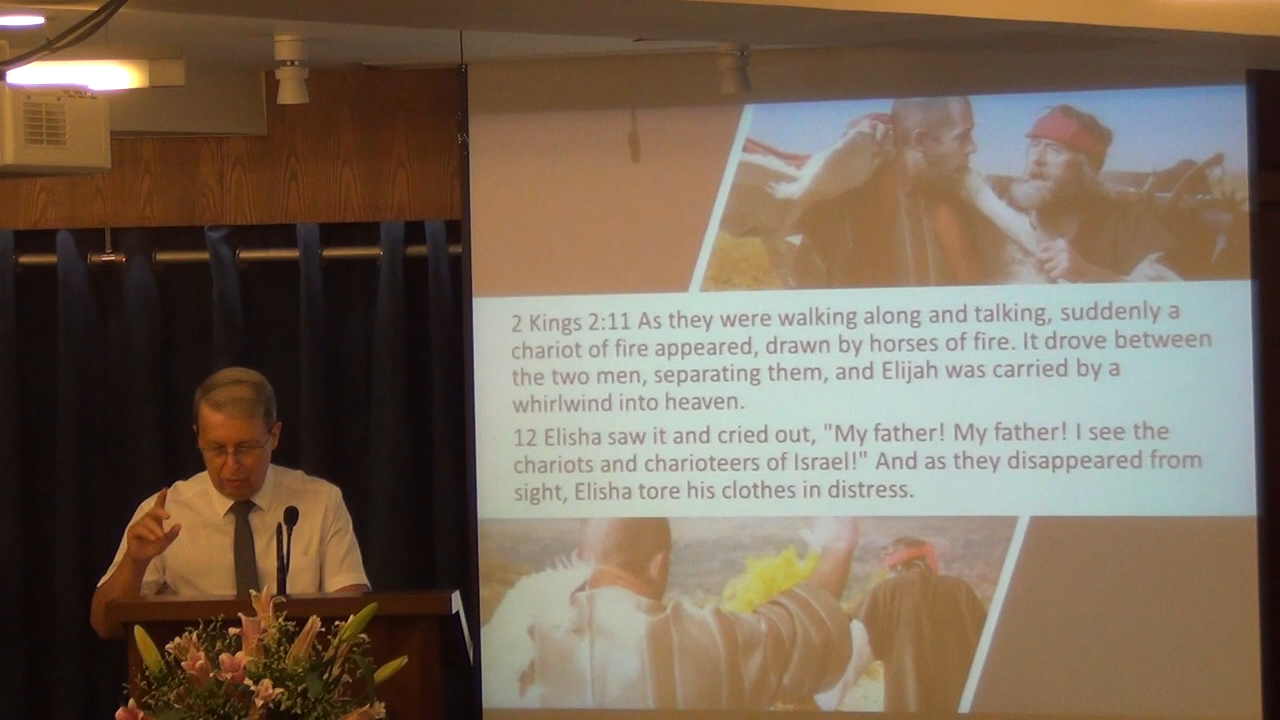 2 Kings 2:11 As they were walking along and talking, suddenly a
chariot of fire appeared, drawn by horses of fire. It drove between
the two men, separating them, and Elijah was carried by a
whirlwind into heaven.
12 Elisha saw it and cried out, "My father! My father! I see the
chariots and charioteers of Israel!" And as they disappeared from
sight, Elisha tore his clothes in distress.